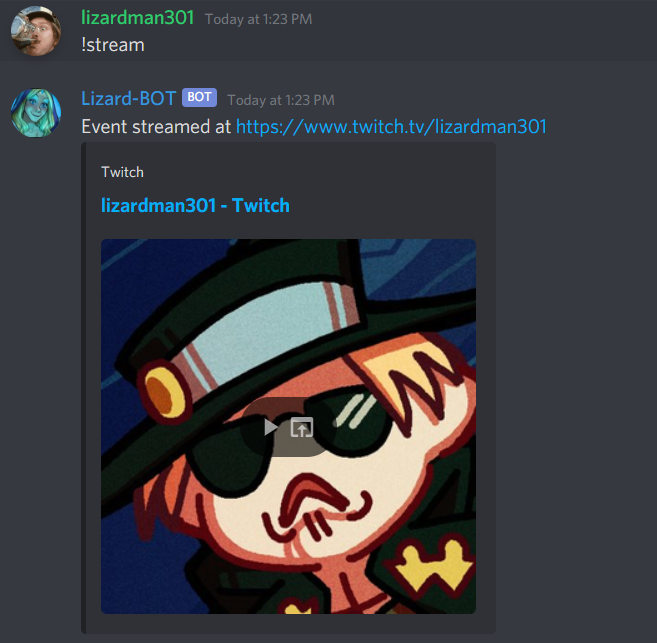 lizardman301 Today at 1:23 PM
!stream
Lizard-BOT BOT Today at 1:23 PM
Event streamed at https://www.twitch.tv/lizardman301
Twitch
lizardman301 - Twitch